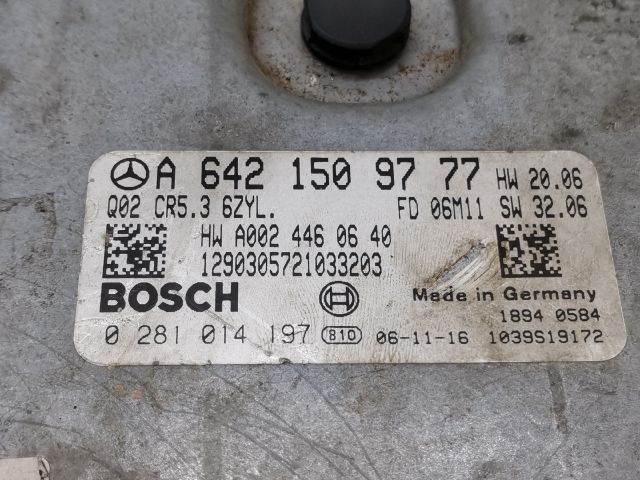 A 642 150 97 77 HW 20.06
Q02 CR5.3 6ZYL. FD 06M11 SW 32.06
HW A002 446 06 40
1290305721033203
BOSCH Made in Germany
1894 0584
0 281 014 197 B10 06-11-16 1039S19172